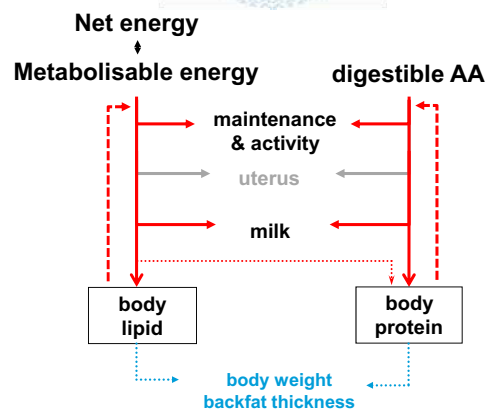 Net energy
Metabolisable energy
digestible AA
maintenance
& activity
uterus
milk
body
lipid
body
protein
body weight
backfat thickness